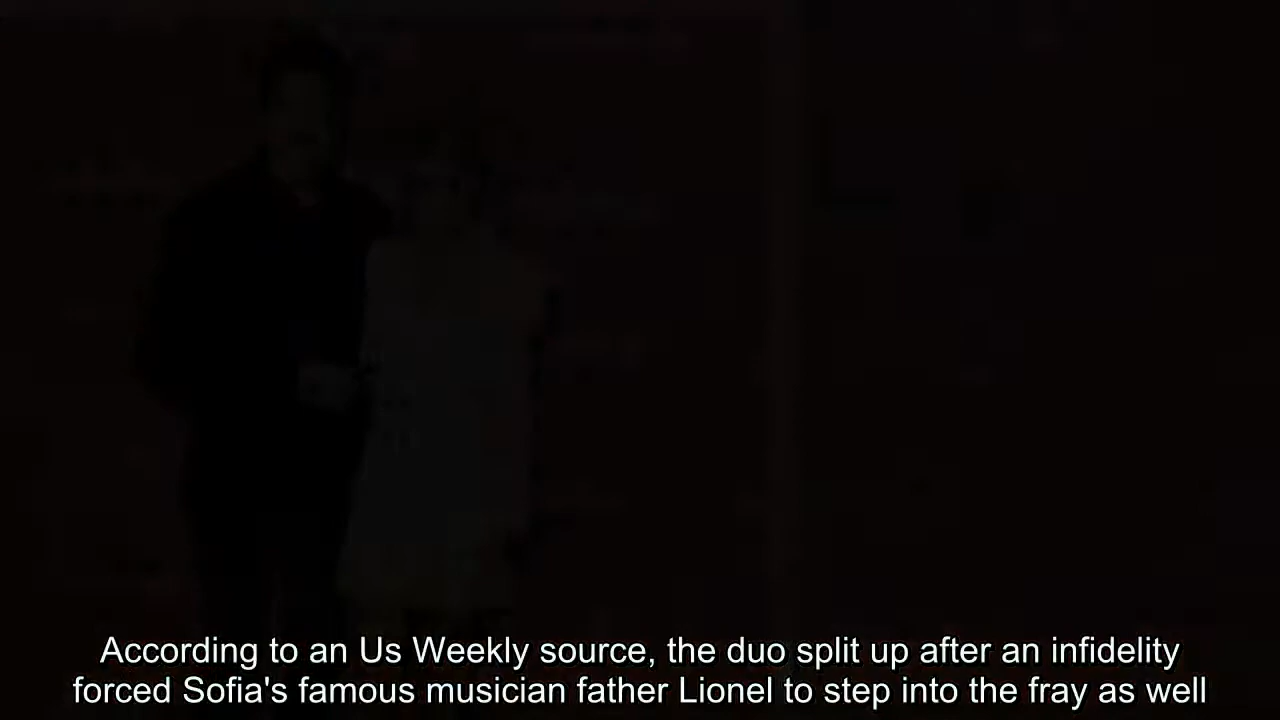 According to an Us Weekly source, the duo split up after an infidelity
forced Sofia's famous musician father Lionel to step into the fray as well